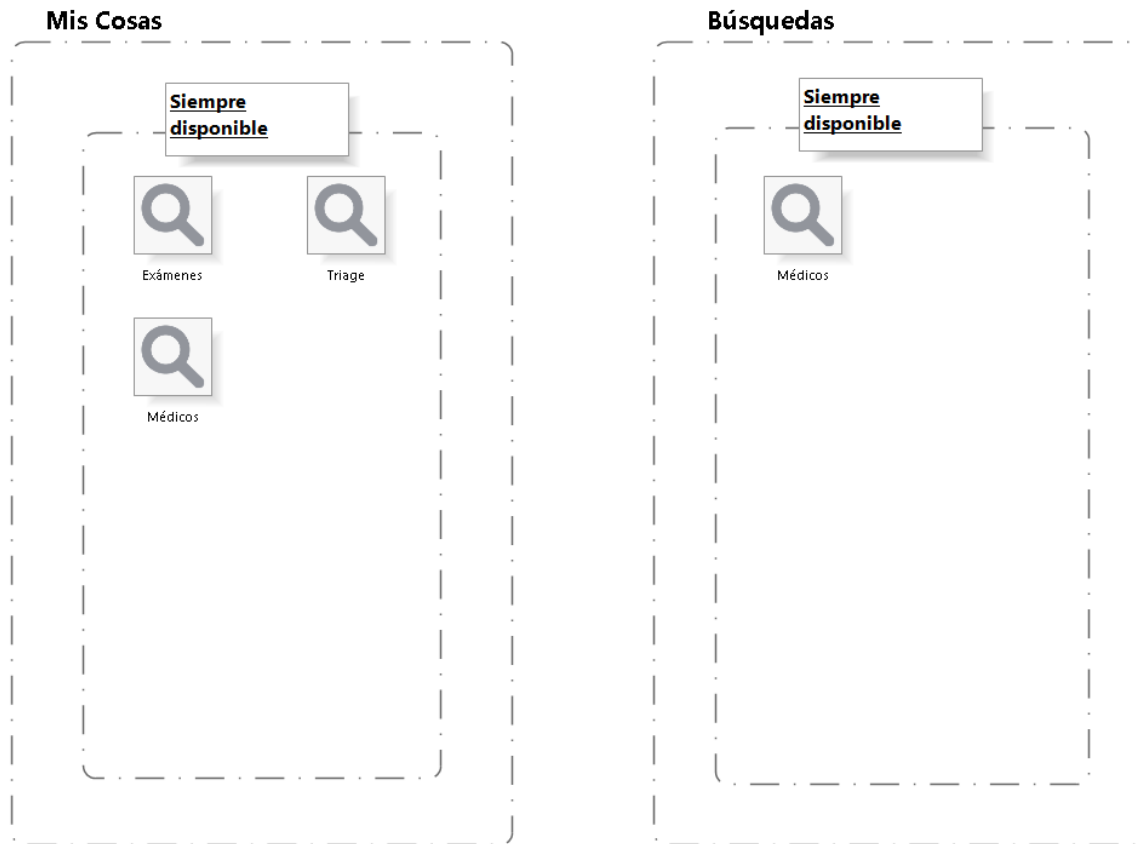 Mis Cosas
Siempre
disponible
Exámenes
Triage
Médicos
Búsquedas
Siempre
disponible
Médicos